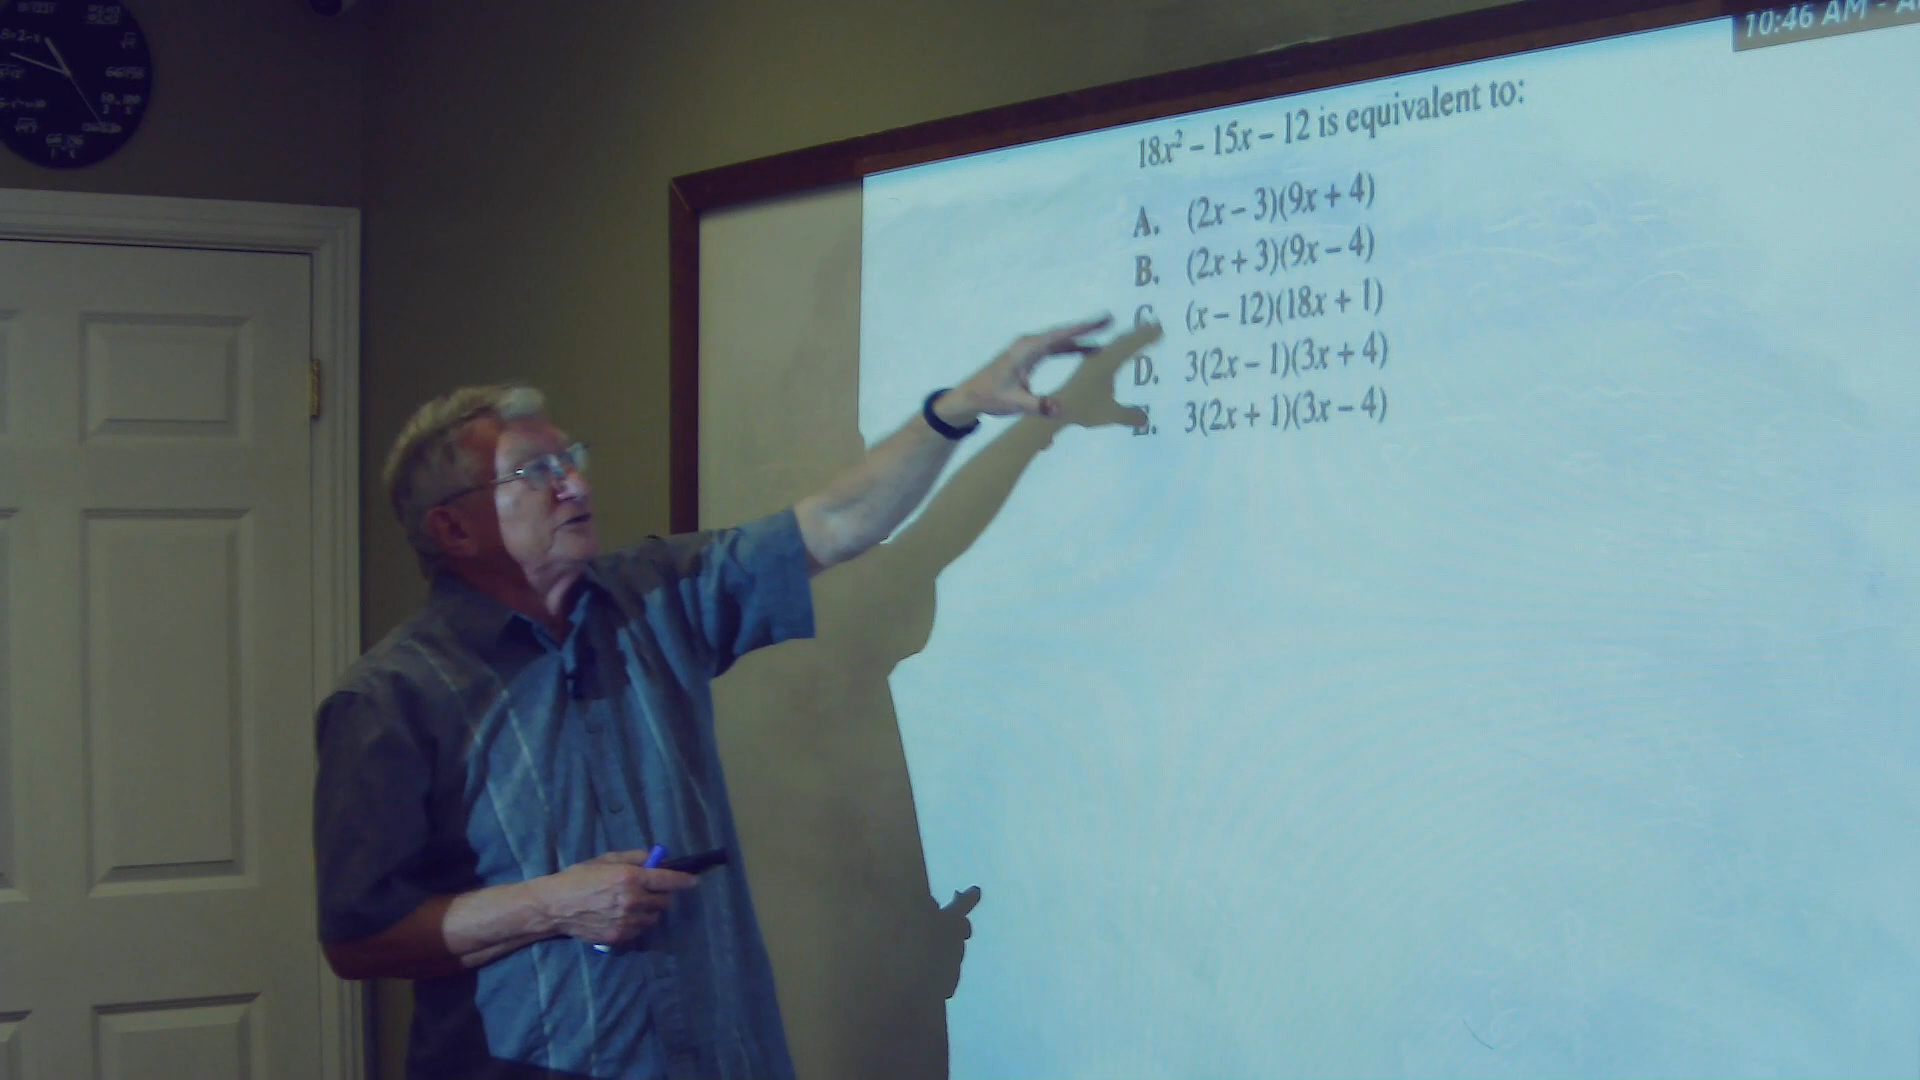 10:46 AM - A
18x² – 15x – 12 is equivalent to:
A. (2x – 3)(9x + 4)
B. (2x + 3)(9x – 4)
C. (x – 12)(18x + 1)
D. 3(2x – 1)(3x + 4)
E. 3(2x + 1)(3x – 4)